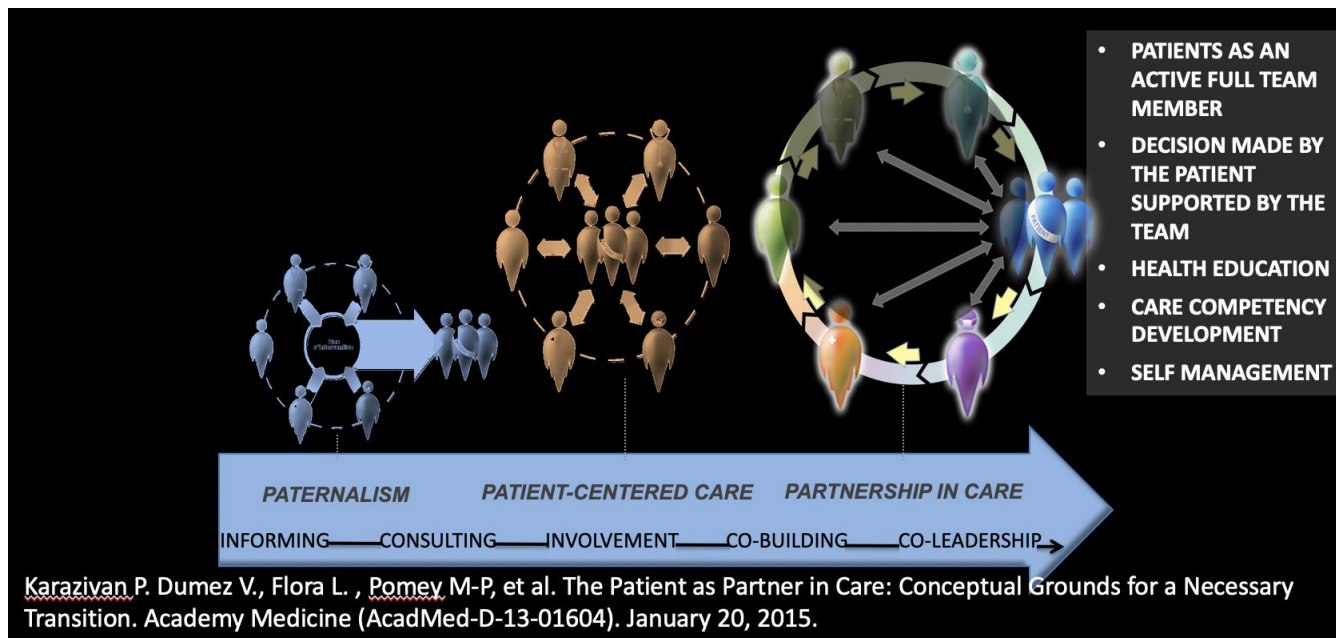 • PATIENTS AS AN
ACTIVE FULL TEAM
MEMBER
• DECISION MADE BY
THE PATIENT
SUPPORTED BY THE
TEAM
• HEALTH EDUCATION
• CARE COMPETENCY
DEVELOPMENT
• SELF MANAGEMENT
PATIENT
PATERNALISM
PATIENT-CENTERED CARE
PARTNERSHIP IN CARE
INFORMING
CONSULTING
INVOLVEMENT
CO-BUILDING
CO-LEADERSHIP
Karazivan P. Dumez V., Flora L. , Pomey M-P, et al. The Patient as Partner in Care: Conceptual Grounds for a Necessary
Transition. Academy Medicine (AcadMed-D-13-01604). January 20, 2015.